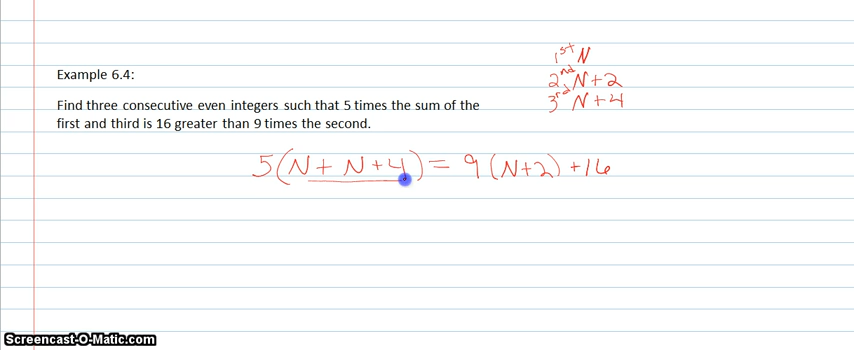 1st N
Example 6.4:
2nd N+2
3rd N+4
Find three consecutive even integers such that 5 times the sum of the
first and third is 16 greater than 9 times the second.
5(N + N+4) = 9(N+2) +16
Screencast-O-Matic.com